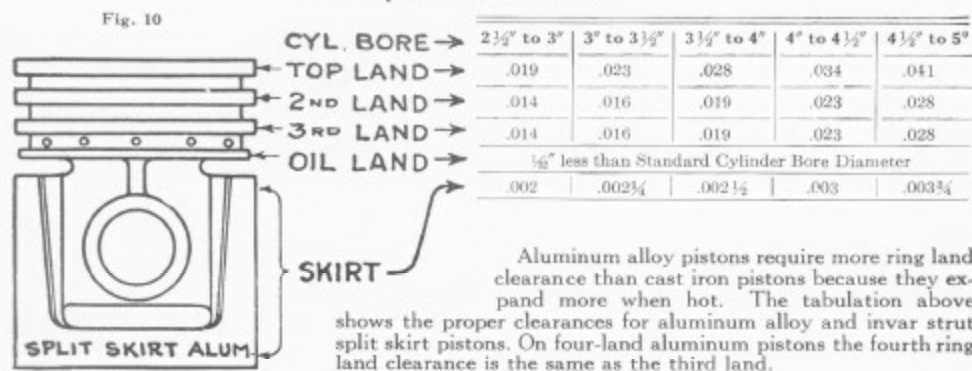 Fig. 10
CYL. BORE → 2½" to 3" 3" to 3½" 3½" to 4" 4" to 4½" 4½" to 5"
TOP LAND → .019 .023 .028 .034 .041
2ND LAND → .014 .016 .019 .023 .028
3RD LAND → .014 .016 .019 .023 .028
OIL LAND → less than Standard Cylinder Bore Diameter
.002 .002½ .003 .003¾
SKIRT
SPLIT SKIRT ALUM.
Aluminum alloy pistons require more ring land
clearance than cast iron pistons because they ex-
pand more when hot. The tabulation above
shows the proper clearances for aluminum alloy and invar strut
split skirt pistons. On four-land aluminum pistons the fourth ring
land clearance is the same as the third land.